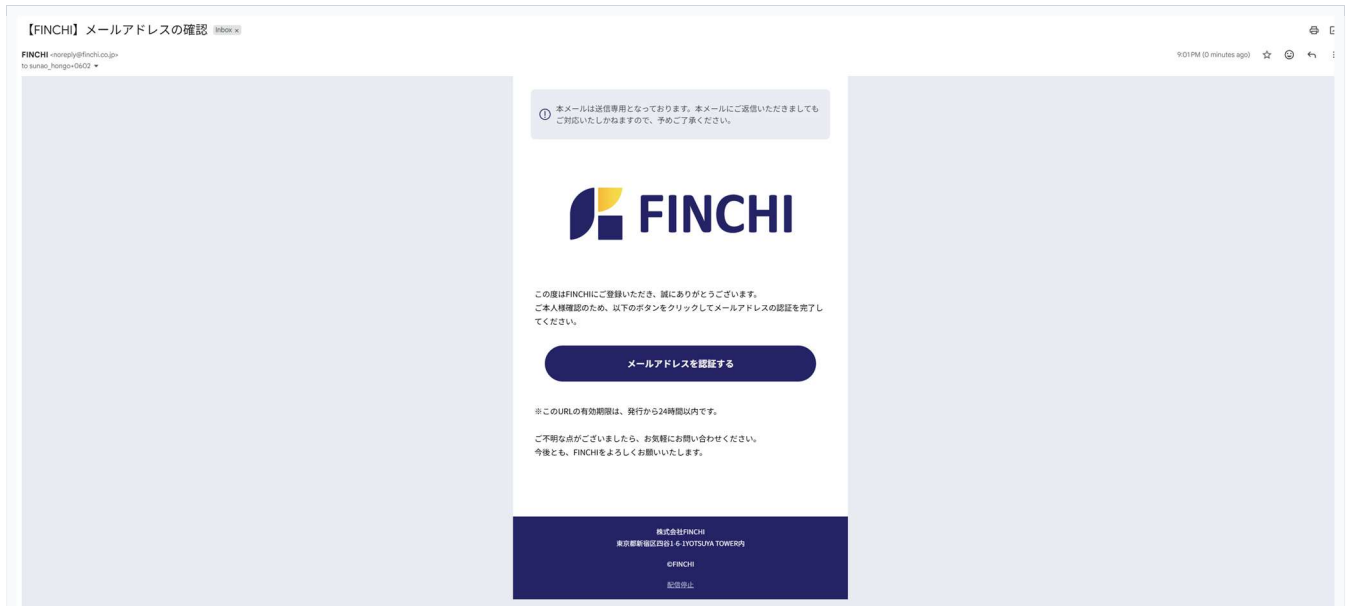 【FINCHI】メールアドレスの確認 Inbox x
FINCHI <noreply@finchi.co.jp>
9:01 PM (0 minutes ago)
to sunao_hongo+0602
本メールは送信専用となっております。本メールにご返信いただきましても
ご対応いたしかねますので、予めご了承ください。
FINCHI
この度はFINCHIにご登録いただき、誠にありがとうございます。
ご本人様確認のため、以下のボタンをクリックしてメールアドレスの認証を完了し
てください。
メールアドレスを認証する
※このURLの有効期限は、発行から24時間以内です。
ご不明な点がございましたら、お気軽にお問い合わせください。
今後とも、FINCHIをよろしくお願いいたします。
株式会社FINCHI
東京都新宿区四谷1-6-1YOTSUYA TOWER内
©FINCHI
配信停止